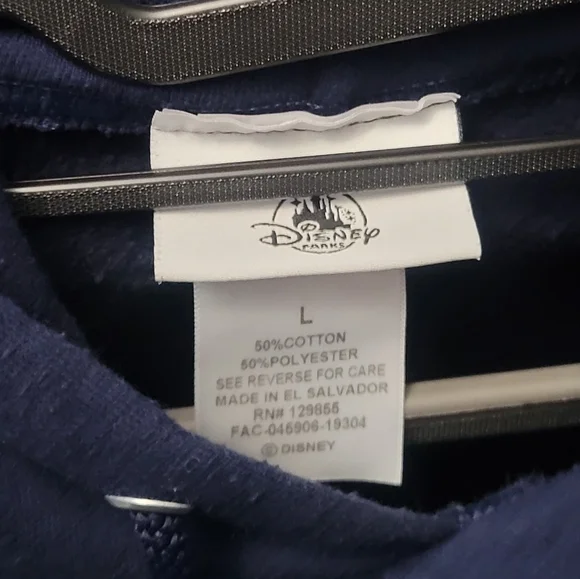 Disney
PARKS
L
50%COTTON
50%POLYESTER
SEE REVERSE FOR CARE
MADE IN EL SALVADOR
RN# 129855
FAC-045906-19304
© DISNEY